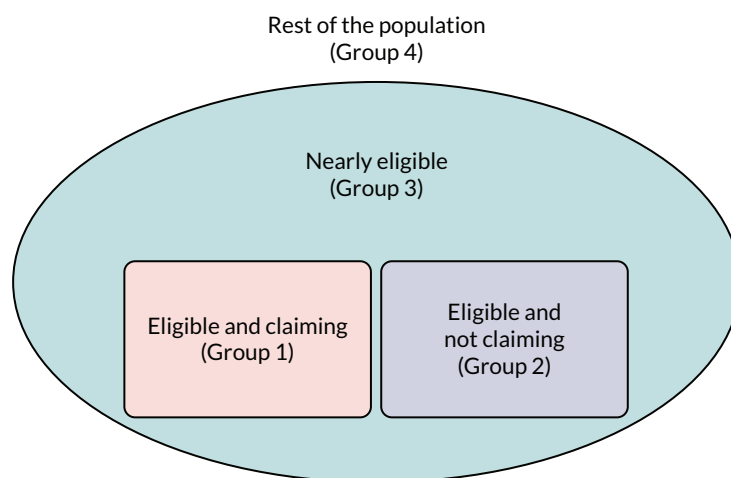 Rest of the population
(Group 4)
Nearly eligible
(Group 3)
Eligible and claiming
(Group 1)
Eligible and
not claiming
(Group 2)